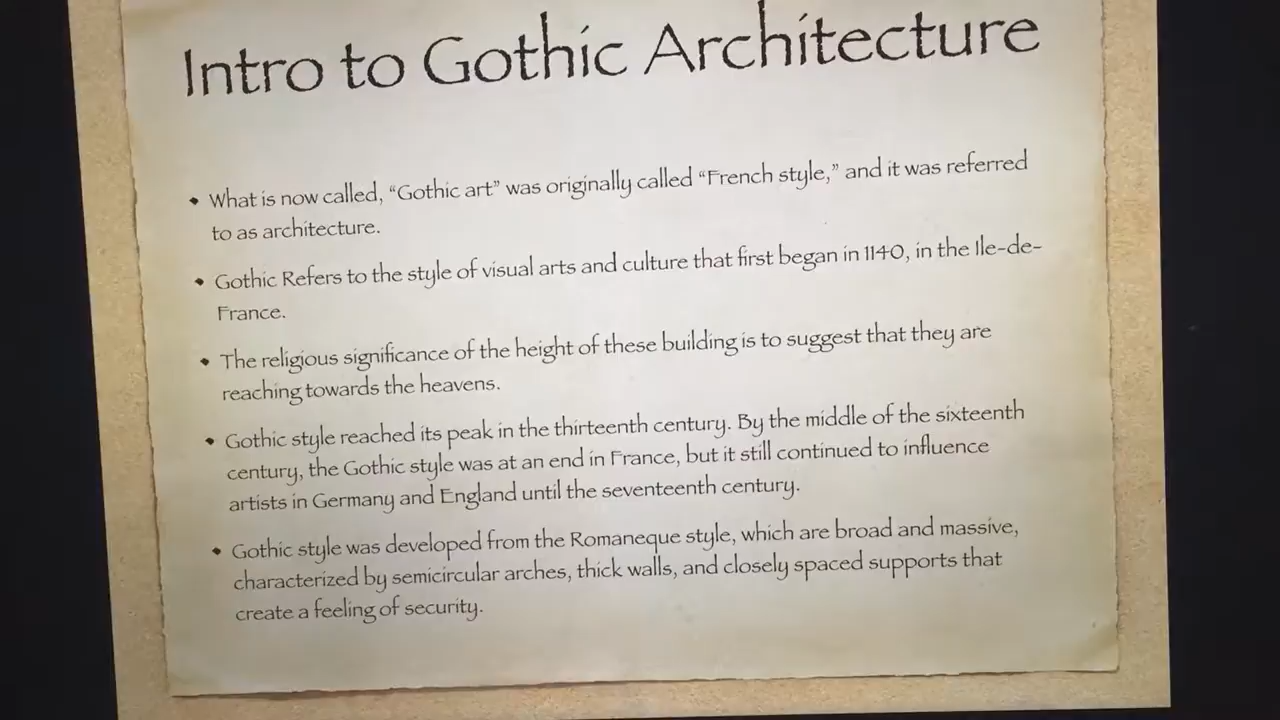 Intro to Gothic Architecture
• What is now called, “Gothic art” was originally called “French style,” and it was referred
to as architecture.
• Gothic Refers to the style of visual arts and culture that first began in 1140, in the Ile-de-
France.
• The religious significance of the height of these building is to suggest that they are
reaching towards the heavens.
• Gothic style reached its peak in the thirteenth century. By the middle of the sixteenth
century, the Gothic style was at an end in France, but it still continued to influence
artists in Germany and England until the seventeenth century.
• Gothic style was developed from the Romaneque style, which are broad and massive,
characterized by semicircular arches, thick walls, and closely spaced supports that
create a feeling of security.